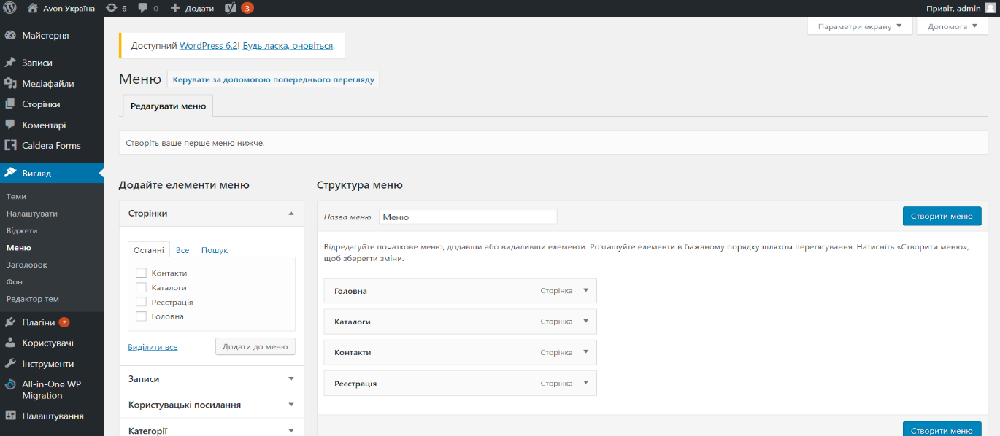 Avon Україна 6 0 Додати 3 Привіт, admin
Майстерня
Записи
Медіафайли
Сторінки
Коментарі
Caldera Forms
Вигляд
Теми
Налаштувати
Віджети
Меню
Заголовок
Фон
Редактор тем
Плагіни 2
Користувачі
Інструменти
All-in-One WP
Migration
Налаштування
Параметри екрану Допомога
Доступний WordPress 6.2! Будь ласка, оновіться.
Меню Керувати за допомогою попереднього перегляду
Редагувати меню
Створіть ваше перше меню нижче.
Додайте елементи меню
Сторінки
Останні Все Пошук
Контакти
Каталоги
Реєстрація
Головна
Виділити все Додати до меню
Записи
Користувацькі посилання
Категорії
Структура меню
Назва меню Меню Створити меню
Відредагуйте початкове меню, додавши або видаливши елементи. Розташуйте елементи в бажаному порядку шляхом перетягування. Натисніть «Створити меню»,
щоб зберегти зміни.
Головна Сторінка
Каталоги Сторінка
Контакти Сторінка
Реєстрація Сторінка
Створити меню